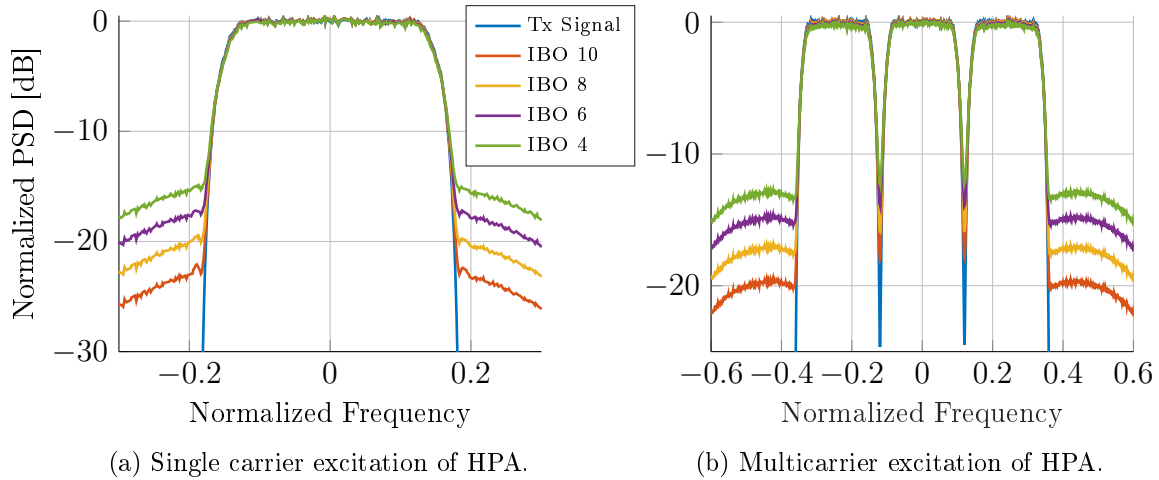 Normalized PSD [dB]
0
−10
−20
−30
−0.2
0
0.2
Normalized Frequency
Tx Signal
IBO 10
IBO 8
IBO 6
IBO 4
(a) Single carrier excitation of HPA.
0
−10
−20
−0.6 −0.4 −0.2 0 0.2 0.4 0.6
Normalized Frequency
(b) Multicarrier excitation of HPA.